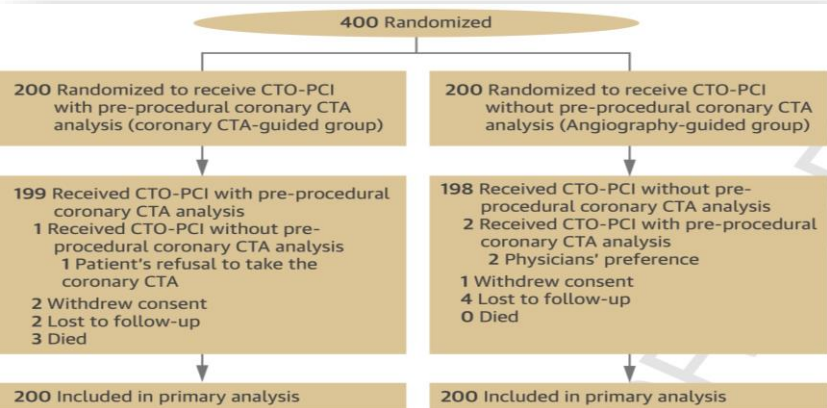 400 Randomized
200 Randomized to receive CTO-PCI
with pre-procedural coronary CTA
analysis (coronary CTA-guided group)
200 Randomized to receive CTO-PCI
without pre-procedural coronary CTA
analysis (Angiography-guided group)
199 Received CTO-PCI with pre-procedural
coronary CTA analysis
1 Received CTO-PCI without pre-
procedural coronary CTA analysis
1 Patient's refusal to take the
coronary CTA
2 Withdrew consent
2 Lost to follow-up
3 Died
198 Received CTO-PCI without pre-
procedural coronary CTA analysis
2 Received CTO-PCI with pre-procedural
coronary CTA analysis
2 Physicians' preference
1 Withdrew consent
4 Lost to follow-up
0 Died
200 Included in primary analysis
200 Included in primary analysis